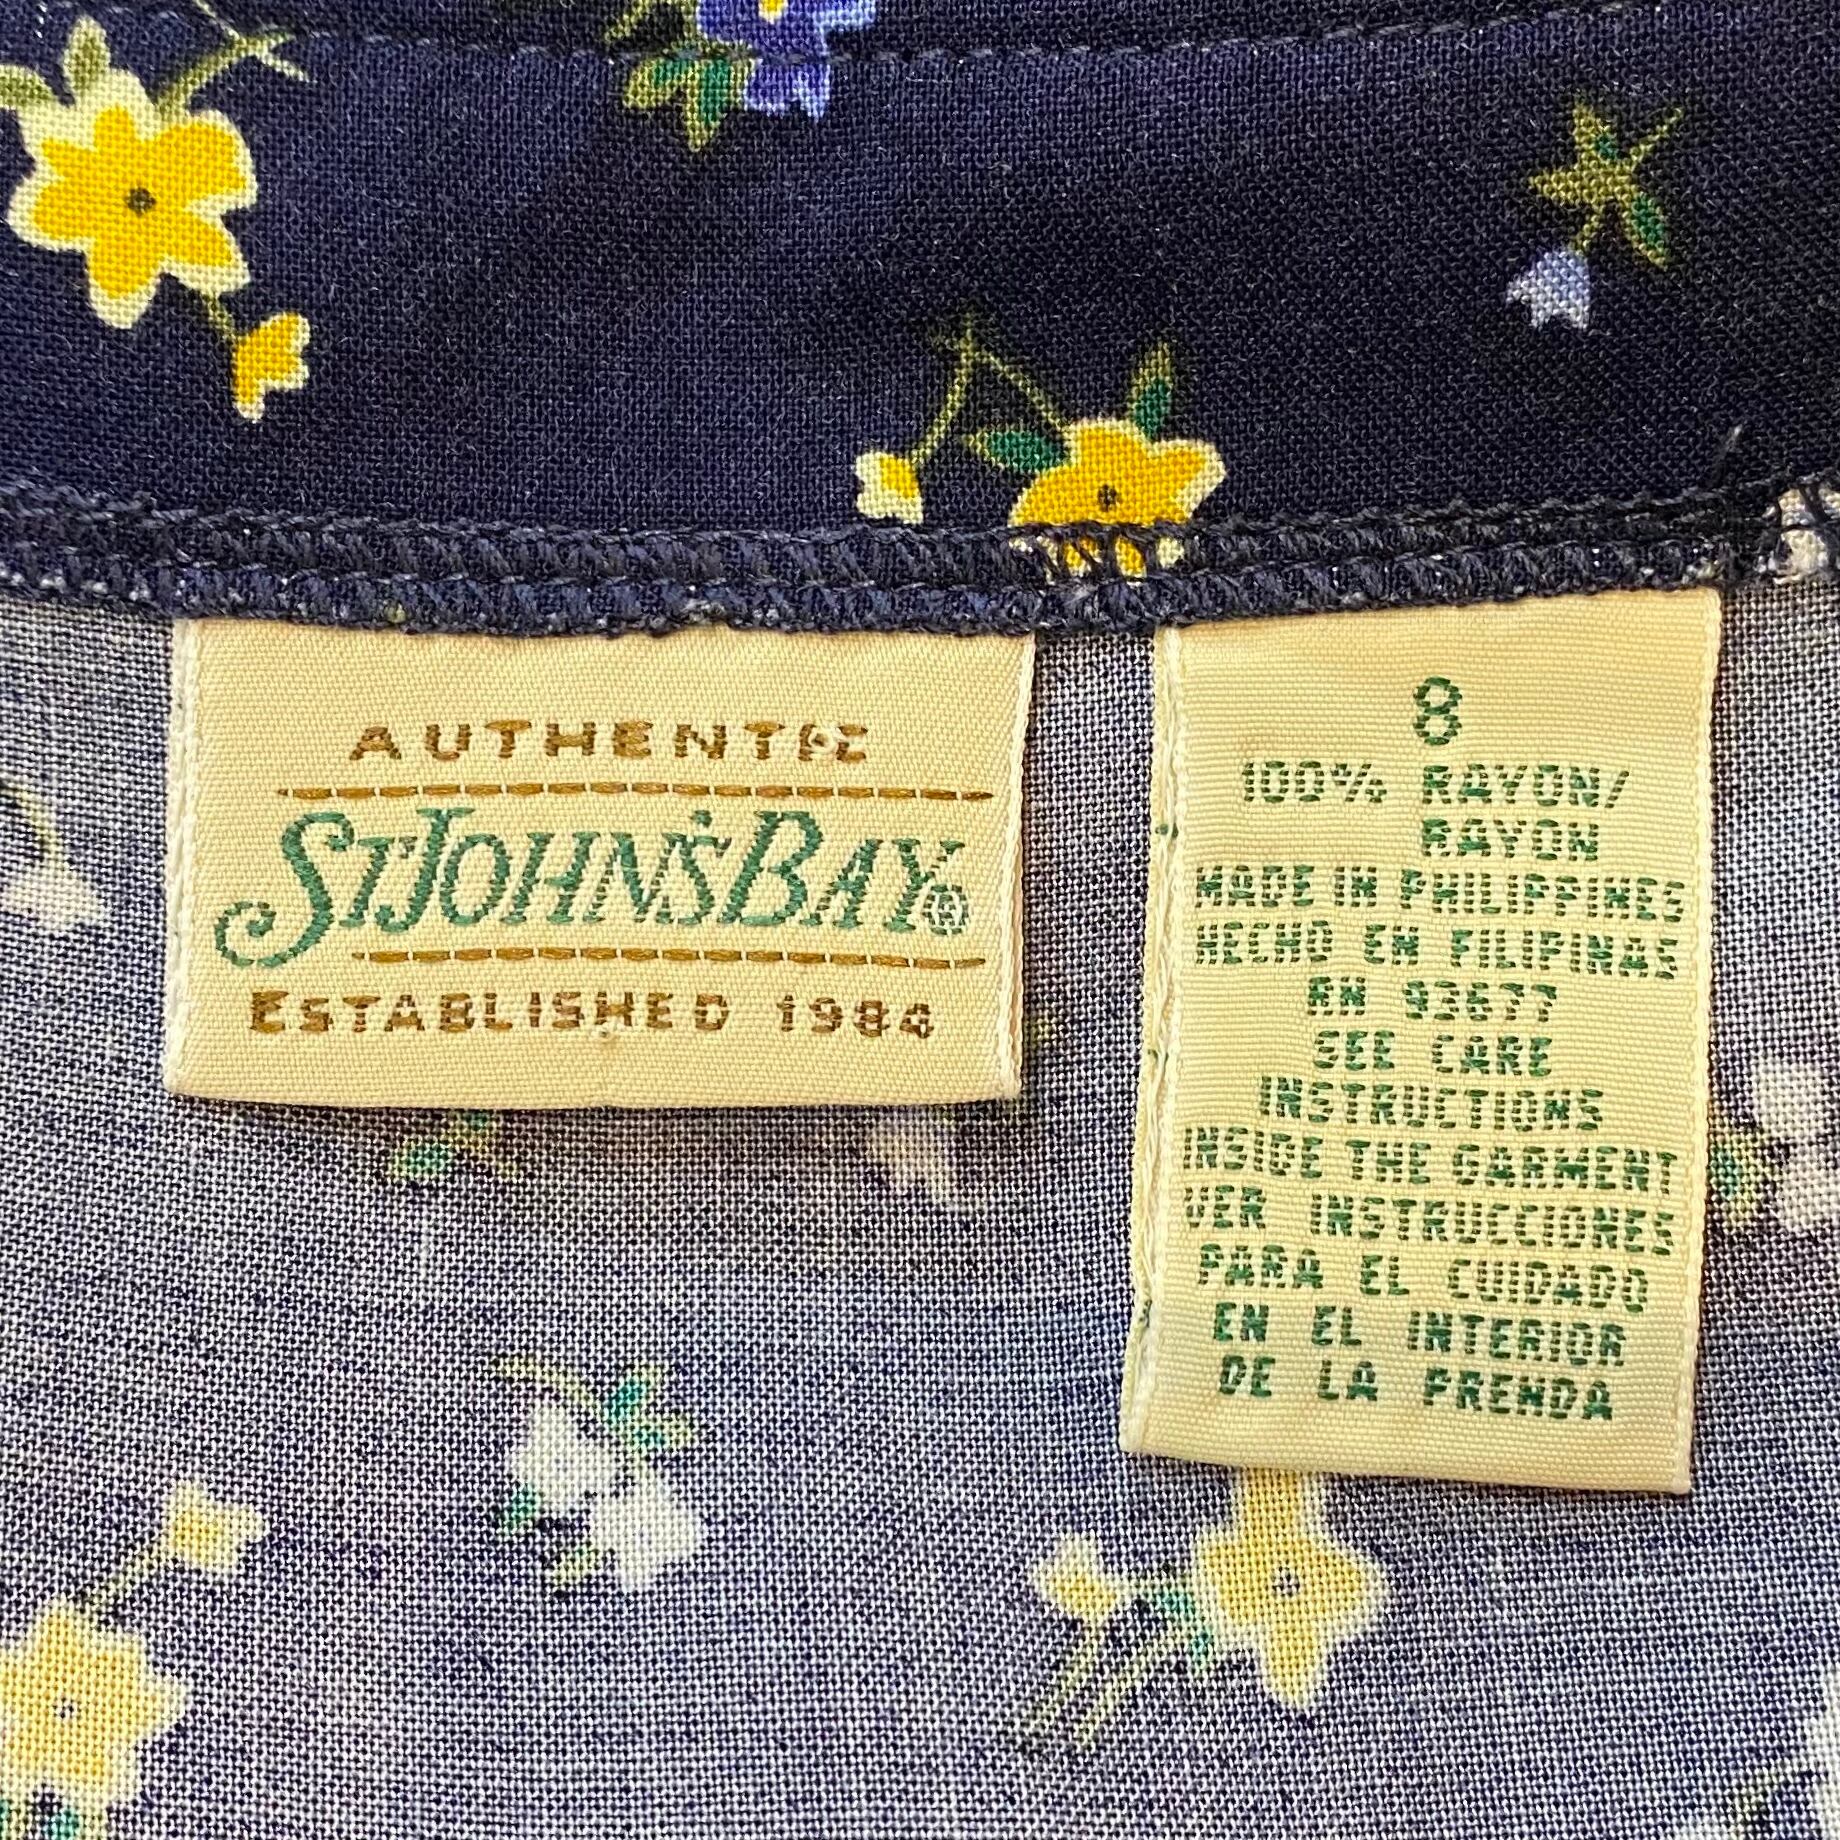 AUTHENTIC
ST. JOHN'S BAY®
ESTABLISHED 1984
8
100% RAYON/
RAYON
MADE IN PHILIPPINES
HECHO EN FILIPINAS
RN 93677
SEE CARE
INSTRUCTIONS
INSIDE THE GARMENT
VER INSTRUCCIONES
PARA EL CUIDADO
EN EL INTERIOR
DE LA PRENDA